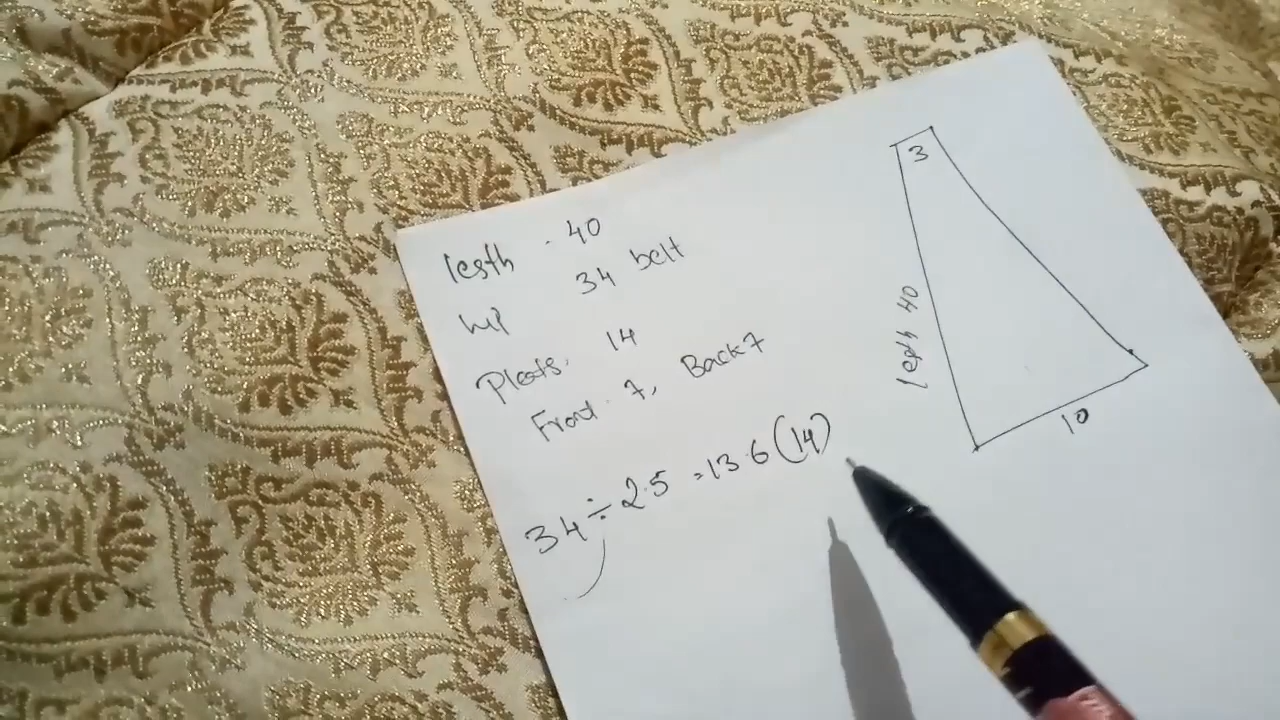 lesth - 40
hip 34 belt
Pleats. 14
Front - 7, Back 7
34 ÷ 2.5 = 13.6 (14)
3
lesth 40
10